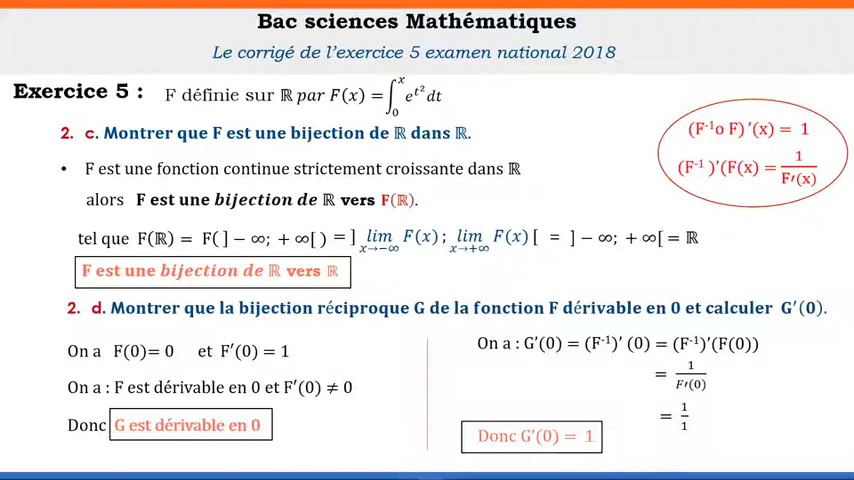 Bac sciences Mathématiques
Le corrigé de l'exercice 5 examen national 2018
Exercice 5 : F définie sur ℝ par F(x) = ∫₀ˣ e^{t²} dt
2. c. Montrer que F est une bijection de ℝ dans ℝ.
(F⁻¹o F)'(x) = 1
(F⁻¹ )'(F(x) = 1/F′(x)
• F est une fonction continue strictement croissante dans ℝ
alors F est une bijection de ℝ vers F(ℝ).
tel que F(ℝ) = F( ] − ∞; + ∞[ ) = ] lim x→−∞ F(x) ; lim x→+∞ F(x) [ = ] − ∞; + ∞[ = ℝ
F est une bijection de ℝ vers ℝ
2. d. Montrer que la bijection réciproque G de la fonction F dérivable en 0 et calculer G′(0).
On a F(0)= 0 et F′(0) = 1
On a : F est dérivable en 0 et F′(0) ≠ 0
Donc G est dérivable en 0
On a : G'(0) = (F⁻¹)' (0) = (F⁻¹)'(F(0))
= 1/F′(0)
= 1/1
Donc G'(0) = 1